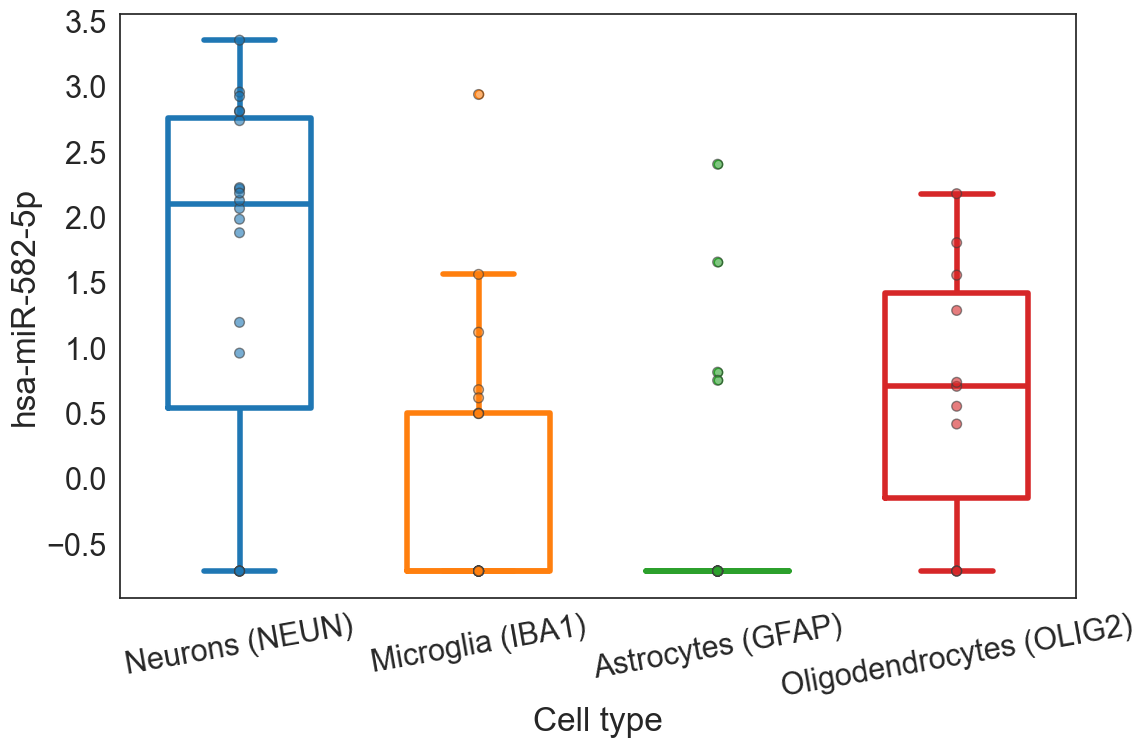 hsa-miR-582-5p
3.5
3.0
2.5
2.0
1.5
1.0
0.5
0.0
−0.5
Neurons (NEUN)
Microglia (IBA1)
Astrocytes (GFAP)
Oligodendrocytes (OLIG2)
Cell type